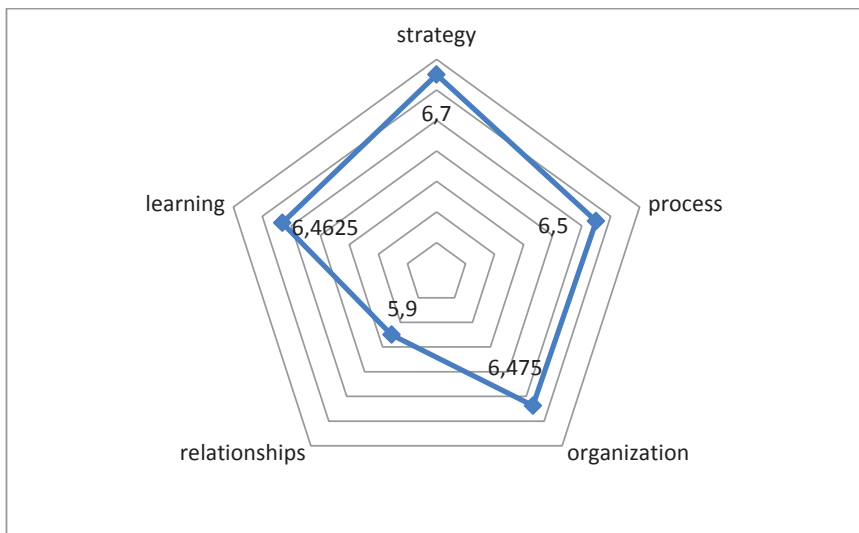 strategy
6,7
process
6,5
learning
6,4625
5,9
6,475
relationships
organization